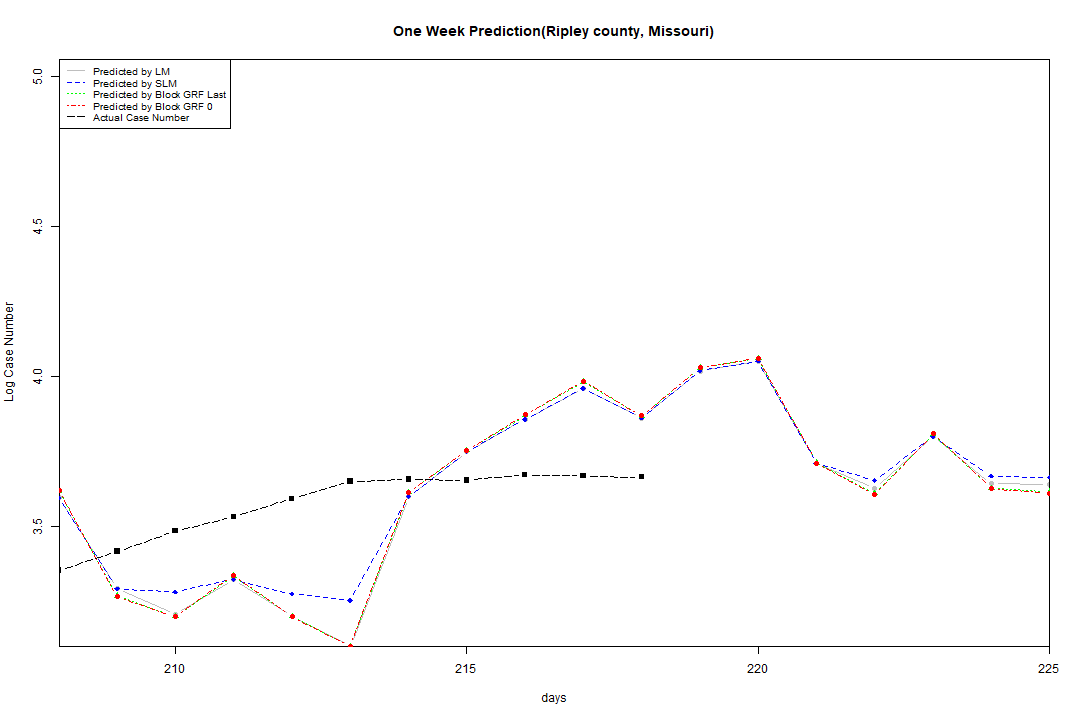 One Week Prediction(Ripley county, Missouri)
Predicted by LM
Predicted by SLM
Predicted by Block GRF Last
Predicted by Block GRF 0
Actual Case Number
5.0
4.5
4.0
3.5
Log Case Number
210
215
220
225
days